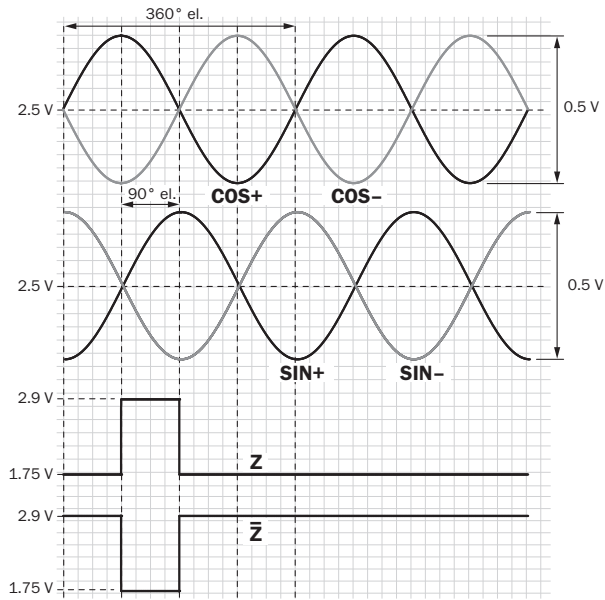 360° el.
2.5 V
0.5 V
90° el.
COS+
COS–
2.5 V
0.5 V
SIN+
SIN–
2.9 V
Z
1.75 V
2.9 V
Z̅
1.75 V